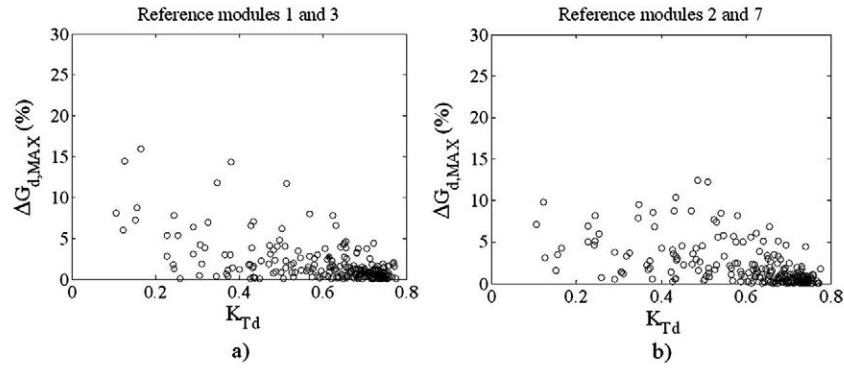 Reference modules 1 and 3
30
25
20
15
10
5
0
ΔG_d,MAX (%)
0 0.2 0.4 0.6 0.8
K_Td
a)
Reference modules 2 and 7
30
25
20
15
10
5
0
ΔG_d,MAX (%)
0 0.2 0.4 0.6 0.8
K_Td
b)